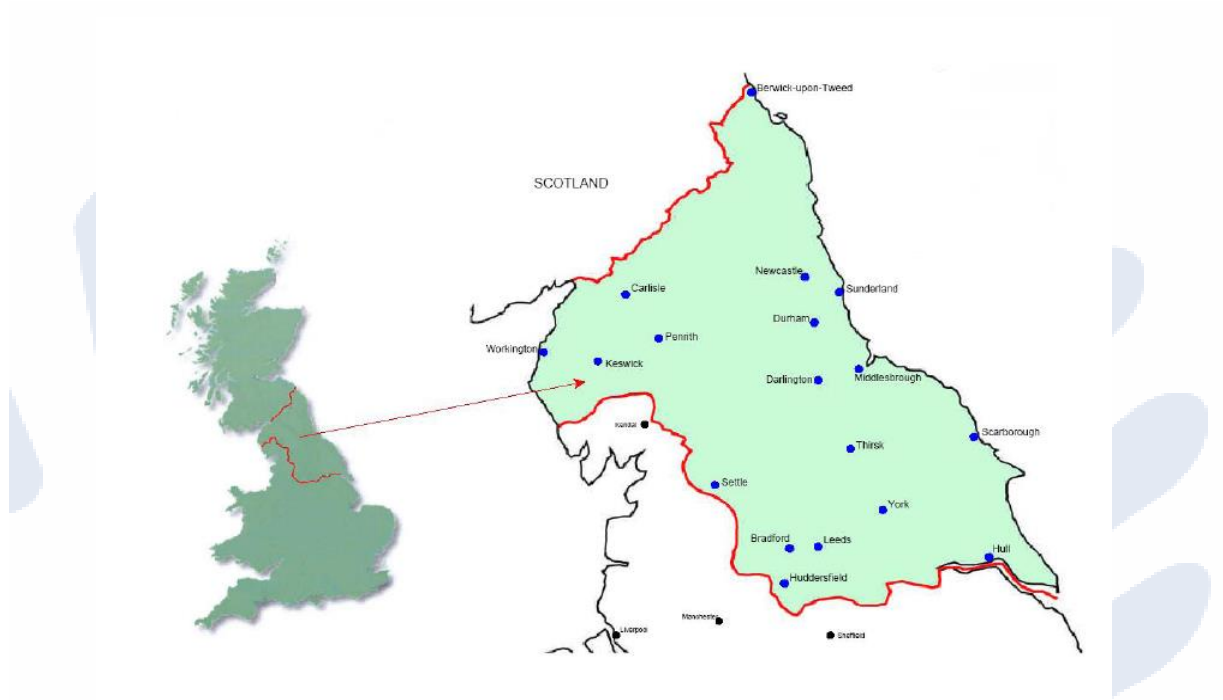 Berwick-upon-Tweed
SCOTLAND
Newcastle
Carlisle
Sunderland
Durham
Penrith
Workington
Keswick
Darlington
Middlesbrough
Kendal
Scarborough
Thirsk
Settle
York
Bradford
Leeds
Hull
Huddersfield
Manchester
Liverpool
Sheffield